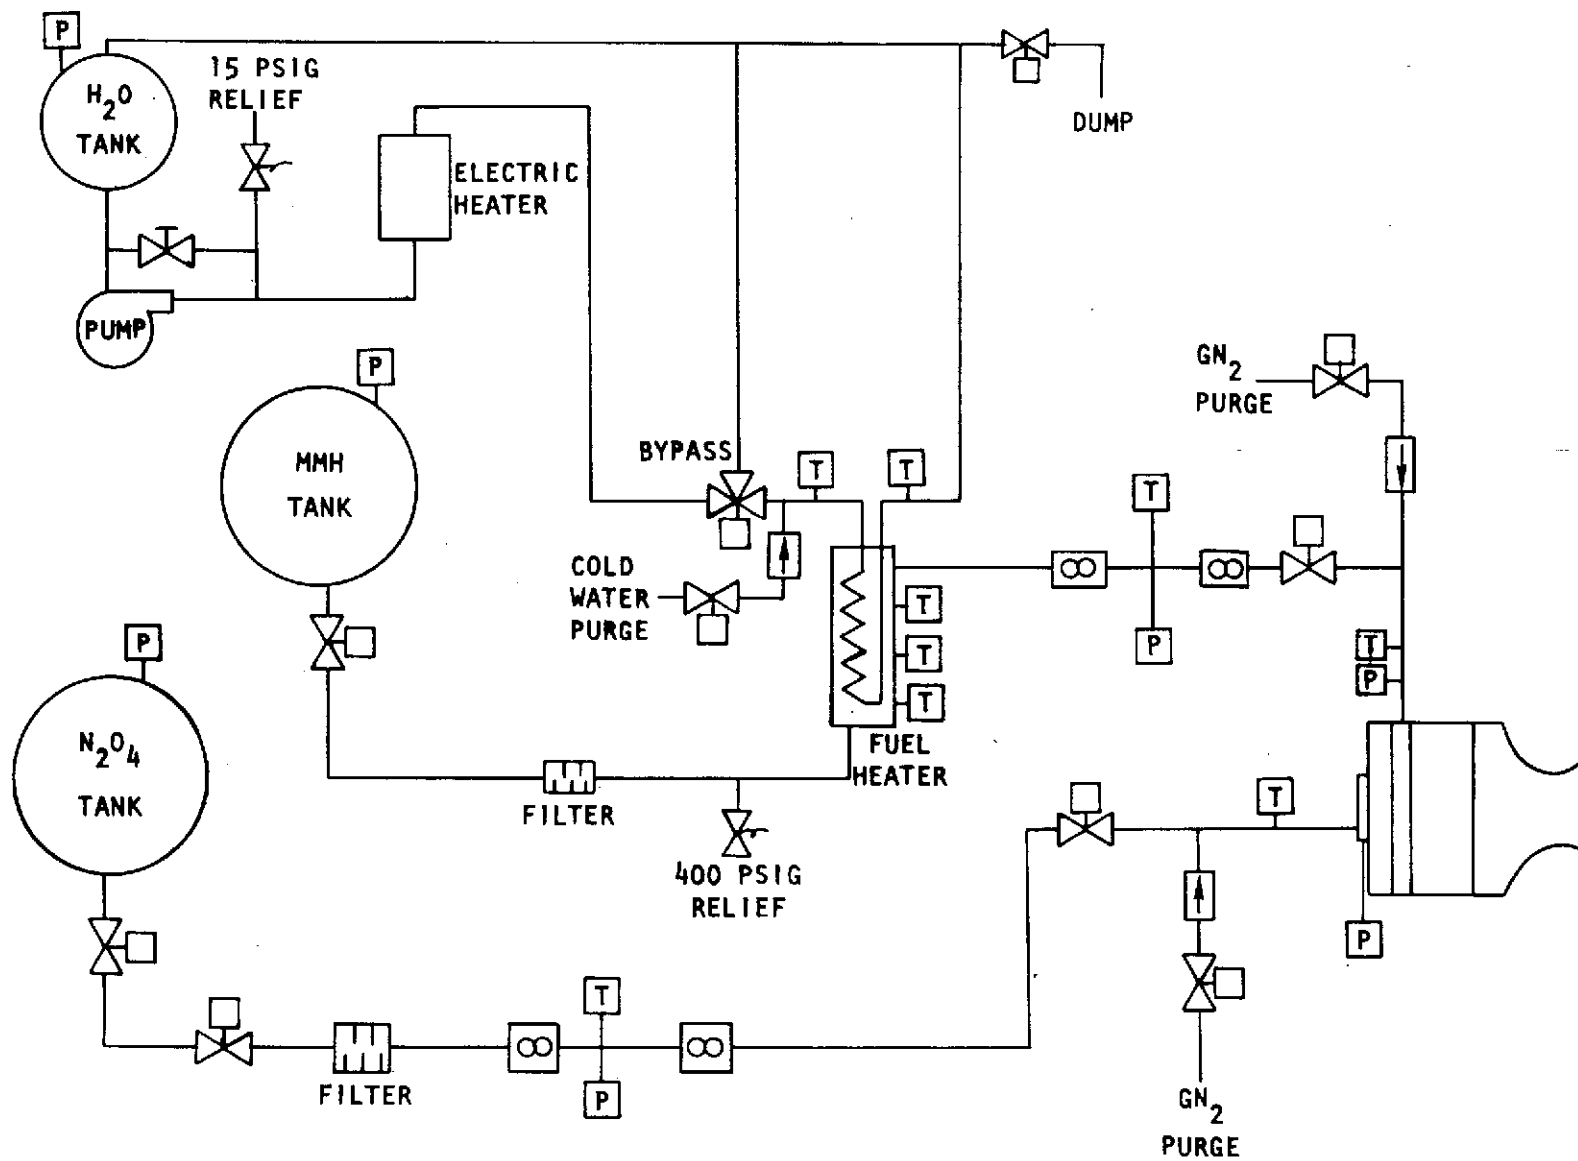 P
15 PSIG
RELIEF
H2O
TANK
DUMP
ELECTRIC
HEATER
PUMP
P
GN2
PURGE
MMH
TANK
BYPASS
T
T
T
COLD
WATER
PURGE
T
T
T
P
T
P
P
N2O4
TANK
FUEL
HEATER
FILTER
T
400 PSIG
RELIEF
P
T
FILTER
P
GN2
PURGE